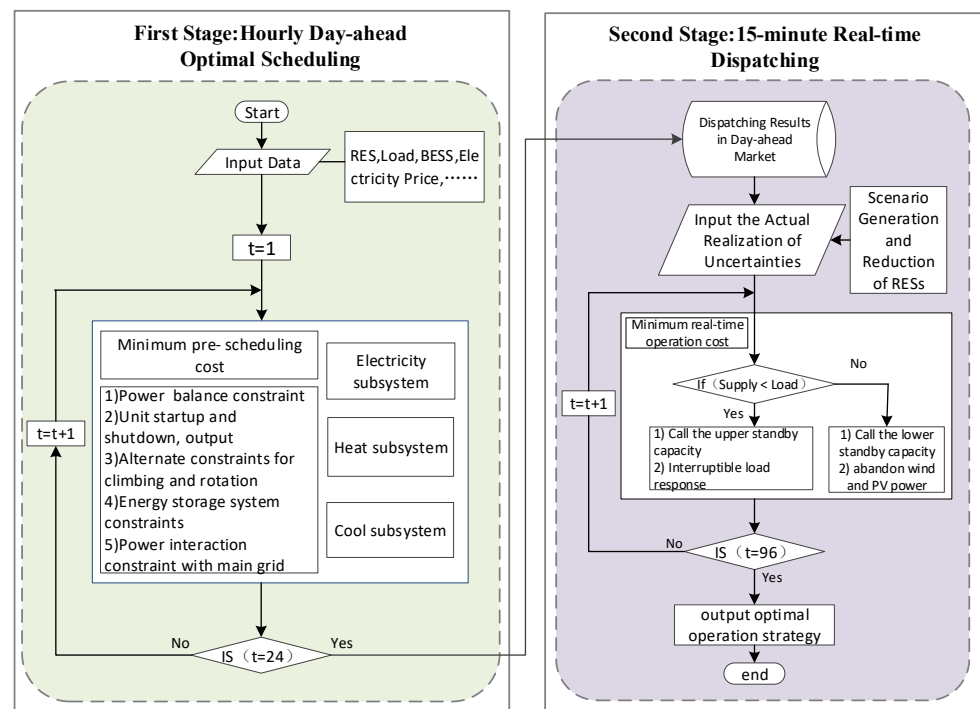 First Stage:Hourly Day-ahead
Optimal Scheduling
Start
Input Data
RES,Load,BESS,Ele
ctricity Price,……
t=1
Minimum pre- scheduling
cost
1)Power balance constraint
2)Unit startup and
shutdown, output
3)Alternate constraints for
climbing and rotation
4)Energy storage system
constraints
5)Power interaction
constraint with main grid
Electricity
subsystem
Heat subsystem
Cool subsystem
t=t+1
No
IS（t=24）
Yes
Second Stage:15-minute Real-time
Dispatching
Dispatching Results
in Day-ahead
Market
Input the Actual
Realization of
Uncertainties
Scenario
Generation
and
Reduction
of RESs
Minimum real-time
operation cost
If（Supply < Load）
No
Yes
t=t+1
1) Call the upper standby
capacity
2) Interruptible load
response
1) Call the lower
standby capacity
2) abandon wind
and PV power
No
IS（t=96）
Yes
output optimal
operation strategy
end